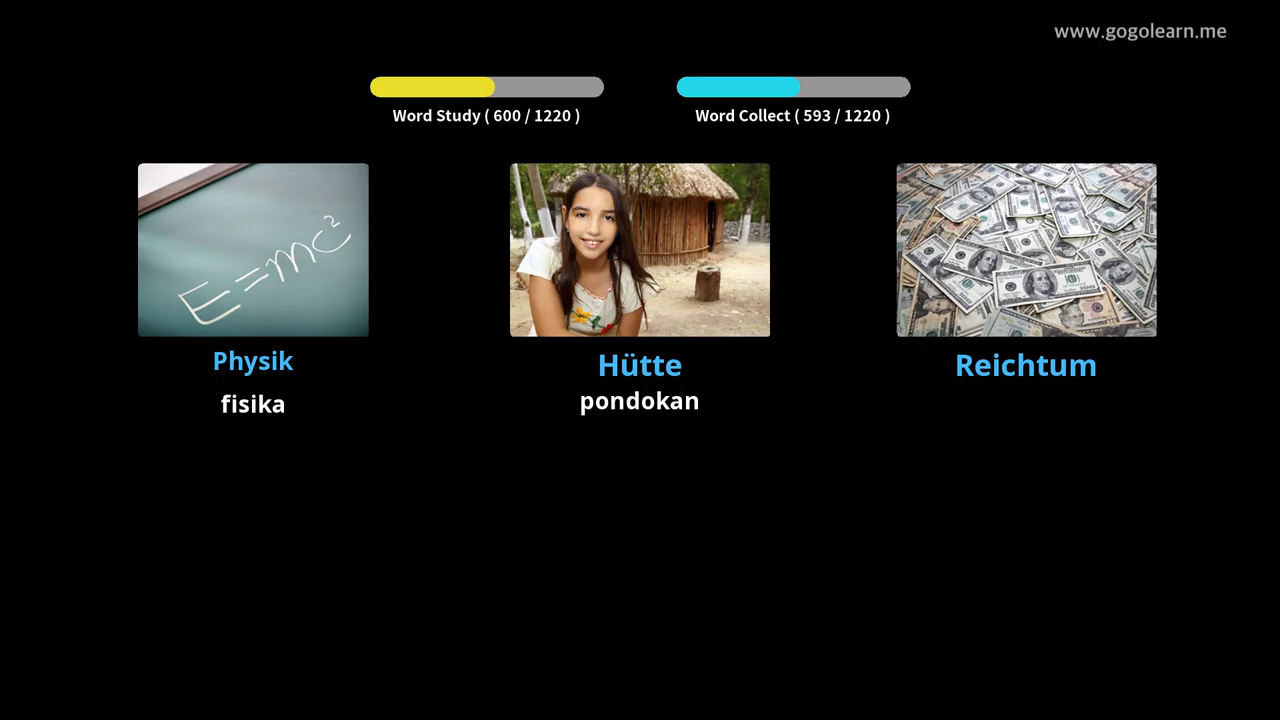 www.gogolearn.me
Word Study ( 600 / 1220 )
Word Collect ( 593 / 1220 )
E=mc²
Physik
Hütte
Reichtum
fisika
pondokan